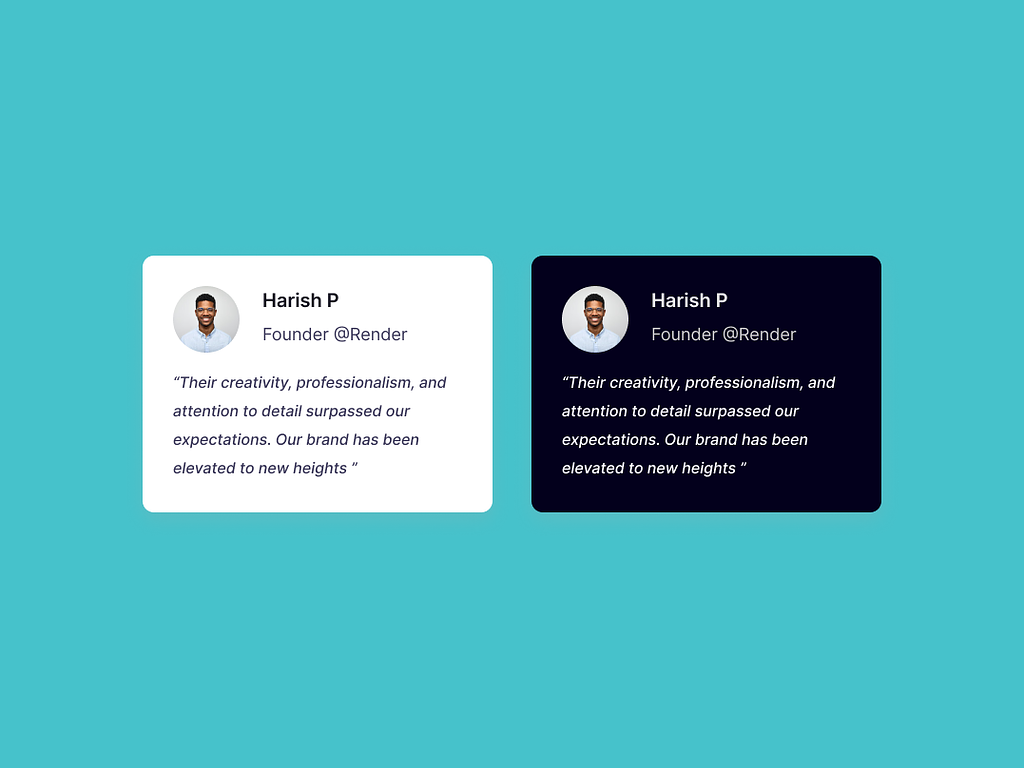 Harish P
Founder @Render
“Their creativity, professionalism, and
attention to detail surpassed our
expectations. Our brand has been
elevated to new heights ”
Harish P
Founder @Render
“Their creativity, professionalism, and
attention to detail surpassed our
expectations. Our brand has been
elevated to new heights ”